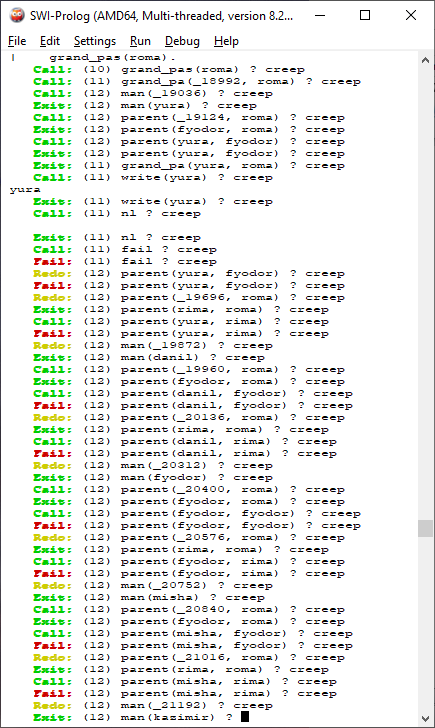 SWI-Prolog (AMD64, Multi-threaded, version 8.2...
File Edit Settings Run Debug Help
| grand_pas(roma).
Call: (10) grand_pas(roma) ? creep
Call: (11) grand_pa(_18992, roma) ? creep
Call: (12) man(_19036) ? creep
Exit: (12) man(yura) ? creep
Call: (12) parent(_19124, roma) ? creep
Exit: (12) parent(fyodor, roma) ? creep
Call: (12) parent(yura, fyodor) ? creep
Exit: (12) parent(yura, fyodor) ? creep
Exit: (11) grand_pa(yura, roma) ? creep
Call: (11) write(yura) ? creep
yura
Exit: (11) write(yura) ? creep
Call: (11) nl ? creep
Exit: (11) nl ? creep
Call: (11) fail ? creep
Fail: (11) fail ? creep
Redo: (12) parent(yura, fyodor) ? creep
Fail: (12) parent(yura, fyodor) ? creep
Redo: (12) parent(_19696, roma) ? creep
Exit: (12) parent(rima, roma) ? creep
Call: (12) parent(yura, rima) ? creep
Fail: (12) parent(yura, rima) ? creep
Redo: (12) man(_19872) ? creep
Exit: (12) man(danil) ? creep
Call: (12) parent(_19960, roma) ? creep
Exit: (12) parent(fyodor, roma) ? creep
Call: (12) parent(danil, fyodor) ? creep
Fail: (12) parent(danil, fyodor) ? creep
Redo: (12) parent(_20136, roma) ? creep
Exit: (12) parent(rima, roma) ? creep
Call: (12) parent(danil, rima) ? creep
Fail: (12) parent(danil, rima) ? creep
Redo: (12) man(_20312) ? creep
Exit: (12) man(fyodor) ? creep
Call: (12) parent(_20400, roma) ? creep
Exit: (12) parent(fyodor, roma) ? creep
Call: (12) parent(fyodor, fyodor) ? creep
Fail: (12) parent(fyodor, fyodor) ? creep
Redo: (12) parent(_20576, roma) ? creep
Exit: (12) parent(rima, roma) ? creep
Call: (12) parent(fyodor, rima) ? creep
Fail: (12) parent(fyodor, rima) ? creep
Redo: (12) man(_20752) ? creep
Exit: (12) man(misha) ? creep
Call: (12) parent(_20840, roma) ? creep
Exit: (12) parent(fyodor, roma) ? creep
Call: (12) parent(misha, fyodor) ? creep
Fail: (12) parent(misha, fyodor) ? creep
Redo: (12) parent(_21016, roma) ? creep
Exit: (12) parent(rima, roma) ? creep
Call: (12) parent(misha, rima) ? creep
Fail: (12) parent(misha, rima) ? creep
Redo: (12) man(_21192) ? creep
Exit: (12) man(kasimir) ?